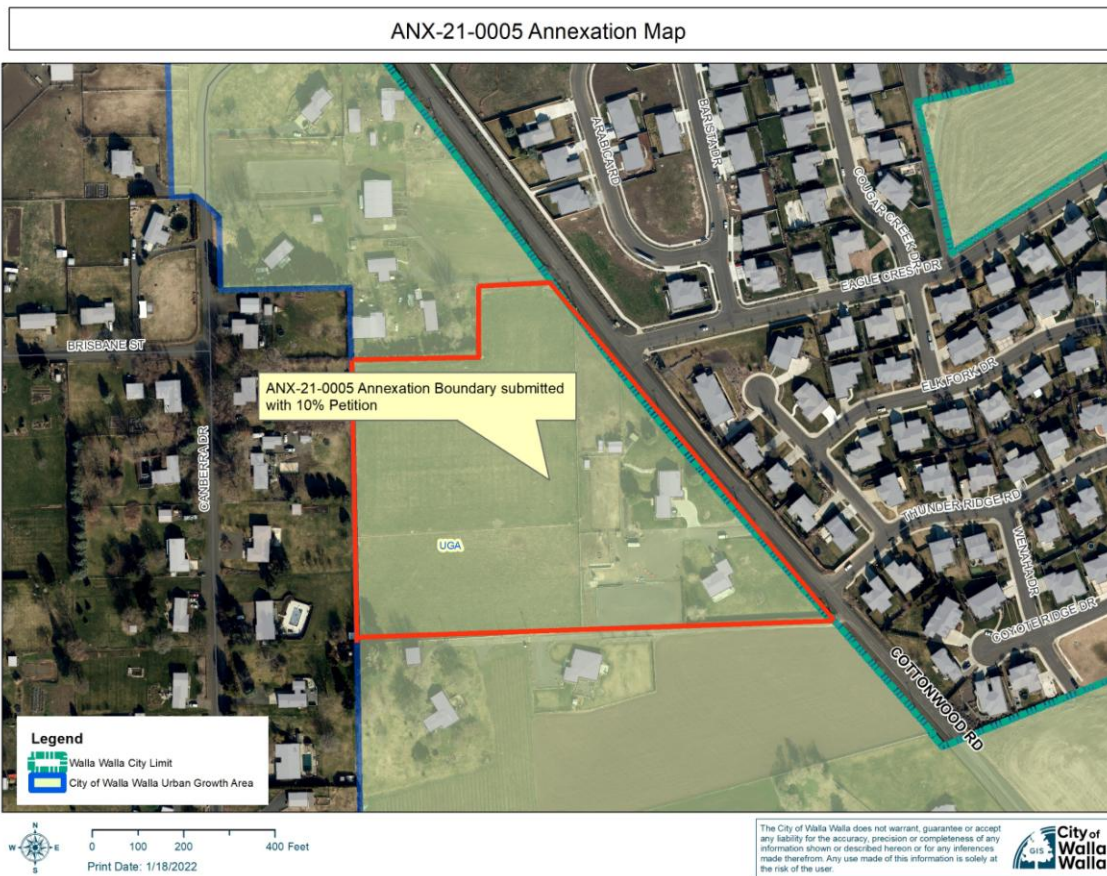 ANX-21-0005 Annexation Map
ARABICA RD
BARISTA DR
COUGAR CREEK DR
EAGLE CREST DR
BRISBANE ST
ELK FORK DR
ANX-21-0005 Annexation Boundary submitted
with 10% Petition
CANBERRA DR
THUNDER RIDGE RD
UGA
WENAHA DR
COYOTE RIDGE DR
COTTONWOOD RD
Legend
Walla Walla City Limit
City of Walla Walla Urban Growth Area
N
W
E
S
0 100 200 400 Feet
Print Date: 1/18/2022
The City of Walla Walla does not warrant, guarantee or accept
any liability for the accuracy, precision or completeness of any
information shown or described hereon or for any inferences
made therefrom. Any use made of this information is solely at
the risk of the user.
GIS
City of
Walla
Walla